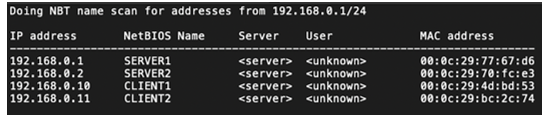 Doing NBT name scan for addresses from 192.168.0.1/24
IP address NetBIOS Name Server User MAC address
------------------------------------------------------------------------------
192.168.0.1 SERVER1 <server> <unknown> 00:0c:29:77:67:d6
192.168.0.2 SERVER2 <server> <unknown> 00:0c:29:70:fc:e3
192.168.0.10 CLIENT1 <server> <unknown> 00:0c:29:4d:bd:53
192.168.0.11 CLIENT2 <server> <unknown> 00:0c:29:bc:2c:74